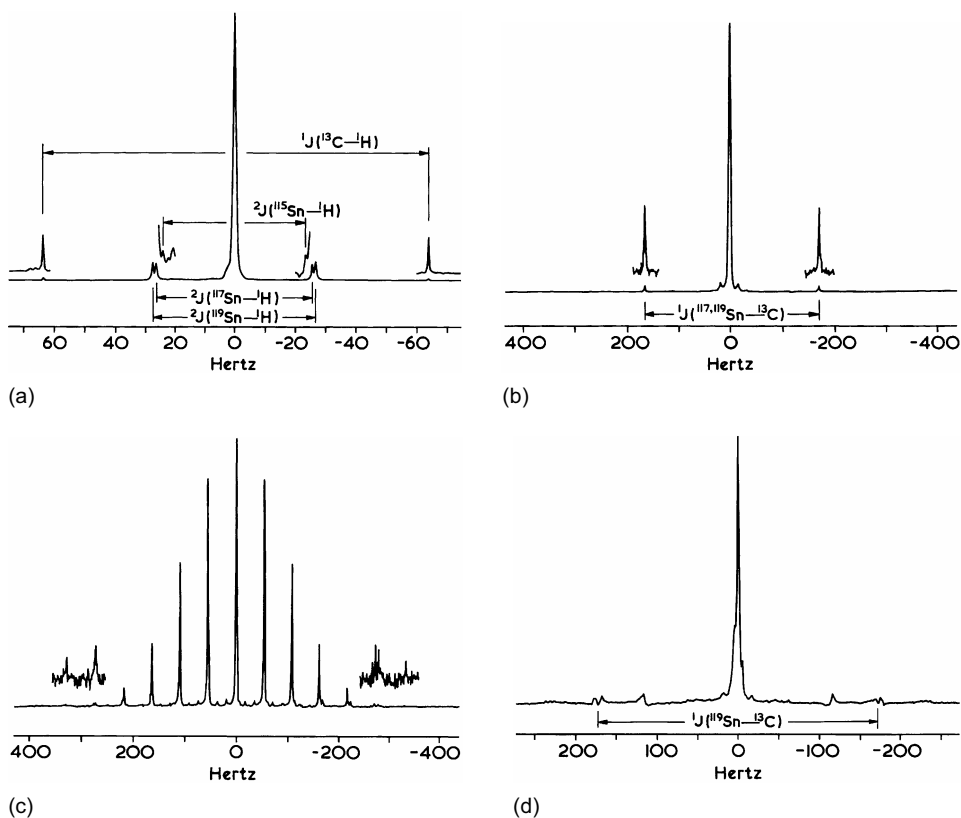 ¹J(¹³C—¹H)
²J(¹¹⁵Sn—¹H)
²J(¹¹⁷Sn—¹H)
²J(¹¹⁹Sn—¹H)
60 40 20 0 -20 -40 -60
Hertz
(a)
¹J(¹¹⁷,¹¹⁹Sn—¹³C)
400 200 0 -200 -400
Hertz
(b)
400 200 0 -200 -400
Hertz
(c)
¹J(¹¹⁹Sn—¹³C)
200 100 0 -100 -200
Hertz
(d)